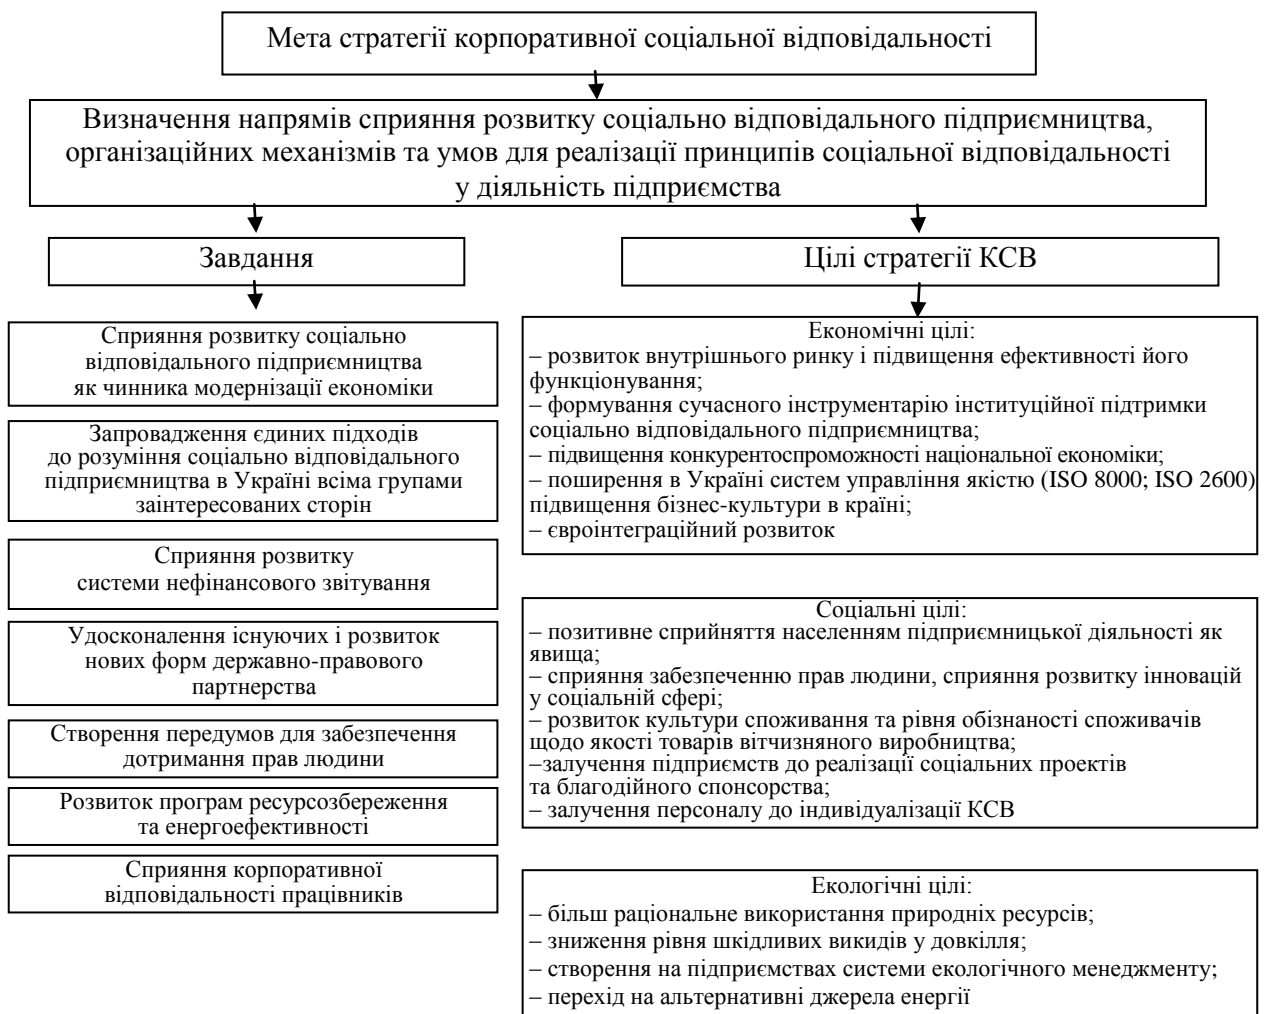 Мета стратегії корпоративної соціальної відповідальності
Визначення напрямів сприяння розвитку соціально відповідального підприємництва,
організаційних механізмів та умов для реалізації принципів соціальної відповідальності
у діяльність підприємства
Завдання
Сприяння розвитку соціально
відповідального підприємництва
як чинника модернізації економіки
Запровадження єдиних підходів
до розуміння соціально відповідального
підприємництва в Україні всіма групами
заінтересованих сторін
Сприяння розвитку
системи нефінансового звітування
Удосконалення існуючих і розвиток
нових форм державно-правового
партнерства
Створення передумов для забезпечення
дотримання прав людини
Розвиток програм ресурсозбереження
та енергоефективності
Сприяння корпоративної
відповідальності працівників
Цілі стратегії КСВ
Економічні цілі:
– розвиток внутрішнього ринку і підвищення ефективності його
функціонування;
– формування сучасного інструментарію інституційної підтримки
соціально відповідального підприємництва;
– підвищення конкурентоспроможності національної економіки;
– поширення в Україні систем управління якістю (ISO 8000; ISO 2600)
підвищення бізнес-культури в країні;
– євроінтеграційний розвиток
Соціальні цілі:
– позитивне сприйняття населенням підприємницької діяльності як
явища;
– сприяння забезпеченню прав людини, сприяння розвитку інновацій
у соціальній сфері;
– розвиток культури споживання та рівня обізнаності споживачів
щодо якості товарів вітчизняного виробництва;
–залучення підприємств до реалізації соціальних проектів
та благодійного спонсорства;
– залучення персоналу до індивідуалізації КСВ
Екологічні цілі:
– більш раціональне використання природніх ресурсів;
– зниження рівня шкідливих викидів у довкілля;
– створення на підприємствах системи екологічного менеджменту;
– перехід на альтернативні джерела енергії